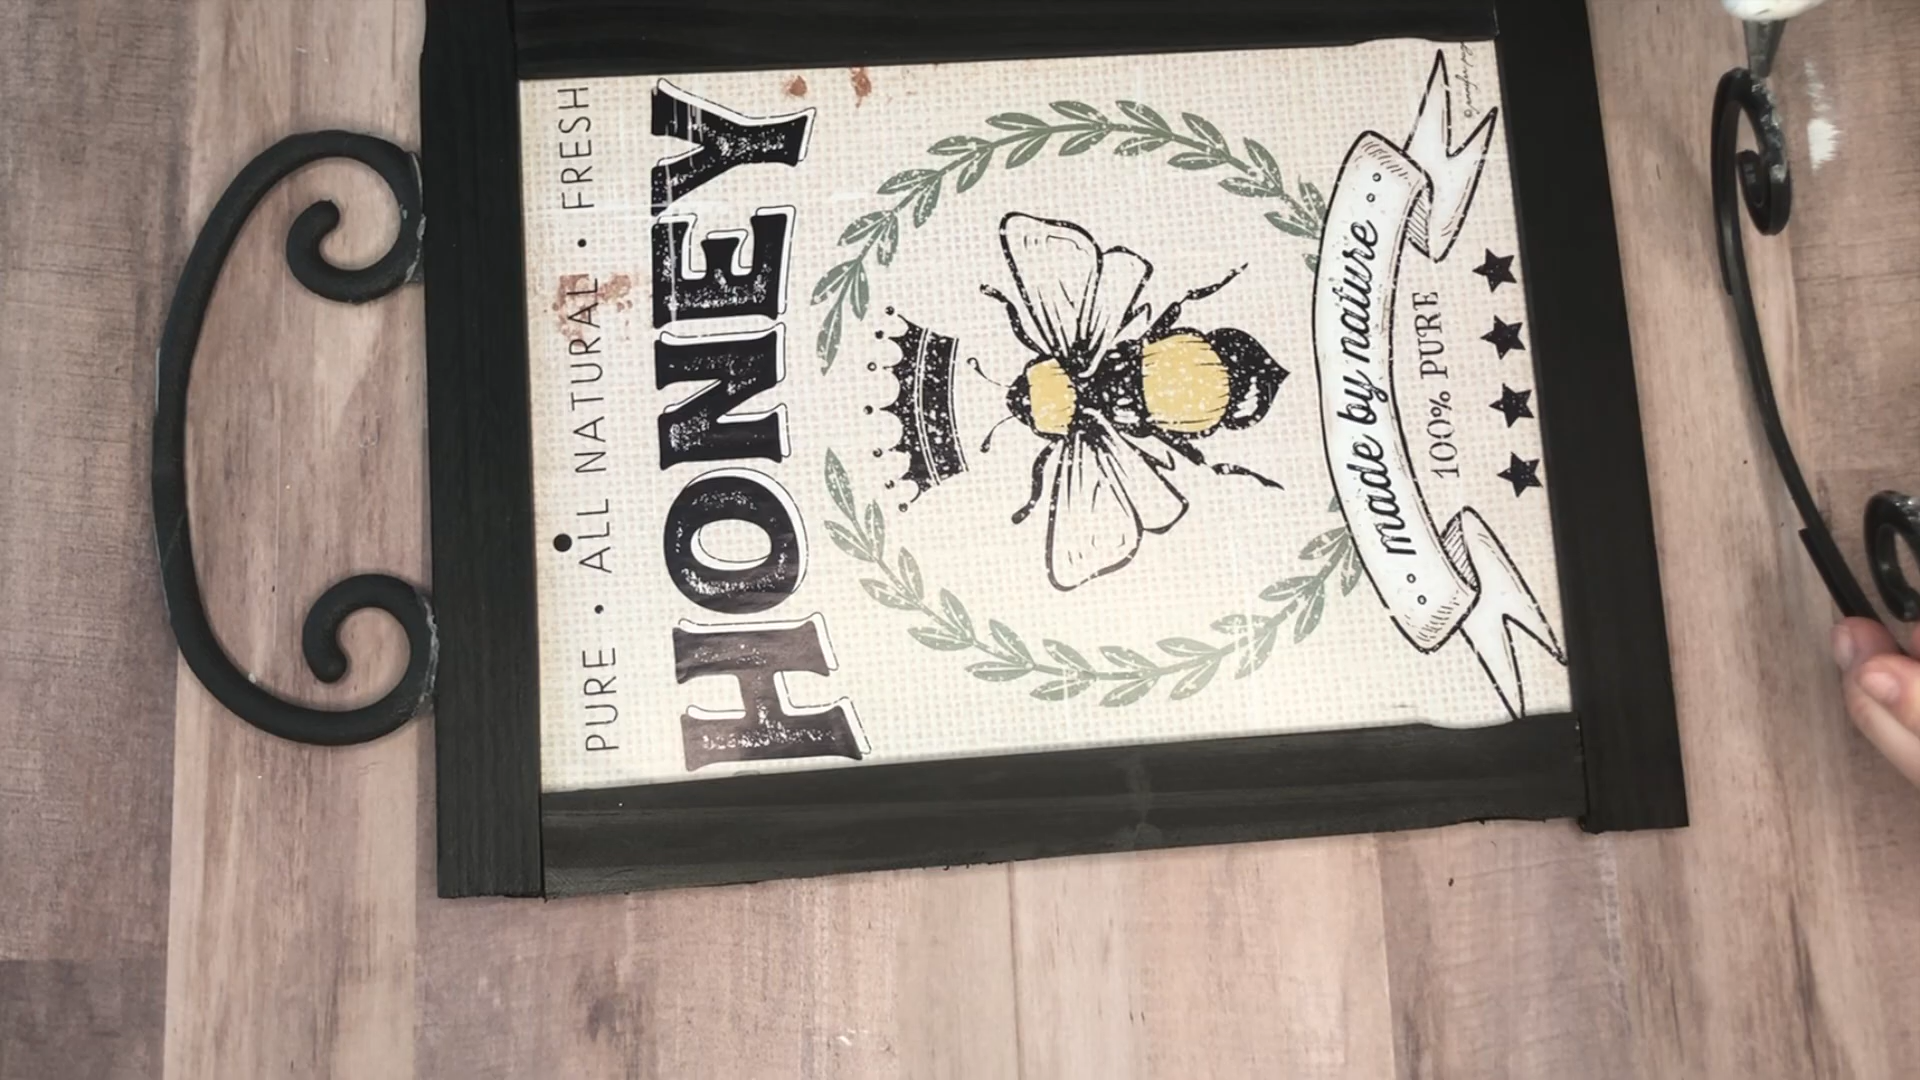 PURE • ALL NATURAL • FRESH
HONEY
made by nature
100% PURE